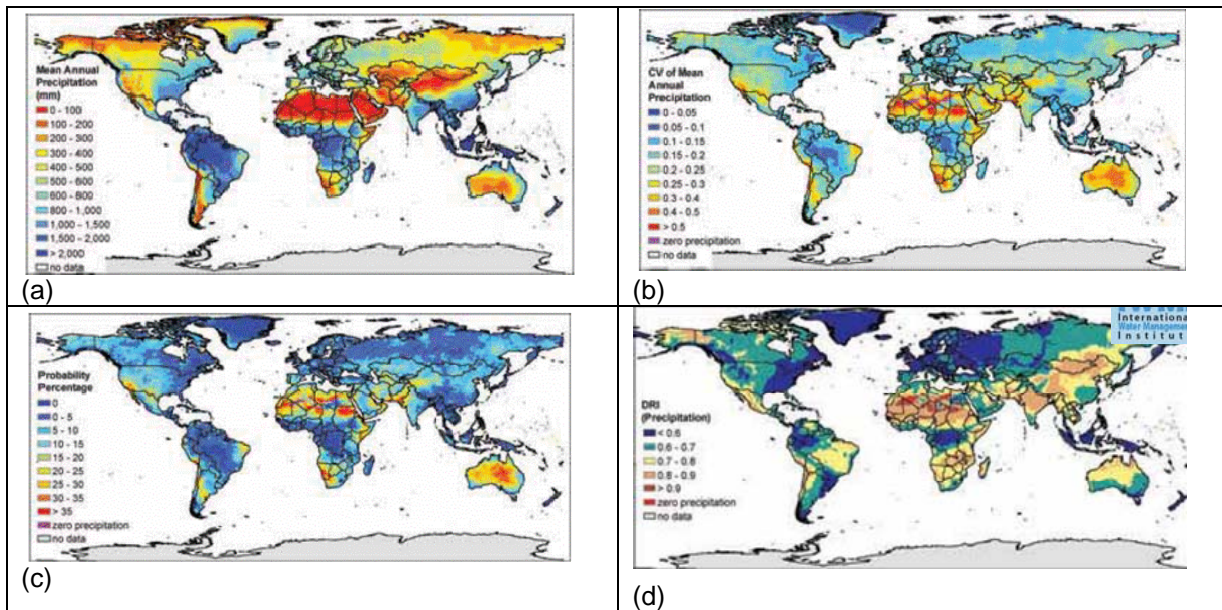 Mean Annual
Precipitation
(mm)
0 - 100
100 - 200
200 - 300
300 - 400
400 - 500
500 - 600
600 - 800
800 - 1,000
1,000 - 1,500
1,500 - 2,000
> 2,000
no data
(a)
CV of Mean
Annual
Precipitation
0 - 0.05
0.05 - 0.1
0.1 - 0.15
0.15 - 0.2
0.2 - 0.25
0.25 - 0.3
0.3 - 0.4
0.4 - 0.5
> 0.5
zero precipitation
no data
(b)
Probability
Percentage
0
0 - 5
5 - 10
10 - 15
15 - 20
20 - 25
25 - 30
30 - 35
> 35
zero precipitation
no data
(c)
Internationa
Water Manageme
Institut
DRI
(Precipitation)
< 0.6
0.6 - 0.7
0.7 - 0.8
0.8 - 0.9
> 0.9
zero precipitation
no data
(d)